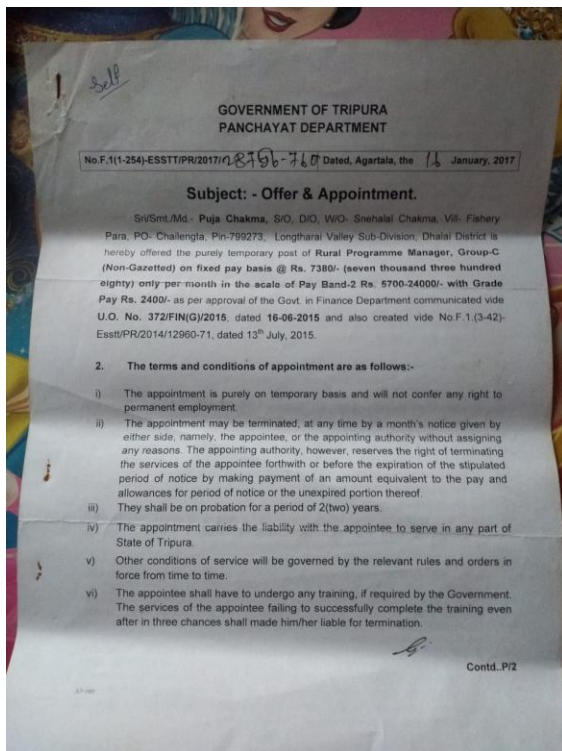 Self
GOVERNMENT OF TRIPURA
PANCHAYAT DEPARTMENT
No.F.1(1-254)-ESSTT/PR/2017/28756-760 Dated, Agartala, the 16 January, 2017
Subject: - Offer & Appointment.
Sri/Smt./Md.- Puja Chakma, S/O, D/O, W/O- Snehalal Chakma, Vill- Fishery
Para, PO- Chailengta, Pin-799273, Longtharai Valley Sub-Division, Dhalai District is
hereby offered the purely temporary post of Rural Programme Manager, Group-C
(Non-Gazetted) on fixed pay basis @ Rs. 7380/- (seven thousand three hundred
eighty) only per month in the scale of Pay Band-2 Rs. 5700-24000/- with Grade
Pay Rs. 2400/- as per approval of the Govt. in Finance Department communicated vide
U.O. No. 372/FIN(G)/2015, dated 16-06-2015 and also created vide No.F.1.(3-42)-
Esstt/PR/2014/12960-71, dated 13th July, 2015.
2. The terms and conditions of appointment are as follows:-
i) The appointment is purely on temporary basis and will not confer any right to
permanent employment.
ii) The appointment may be terminated, at any time by a month's notice given by
either side, namely, the appointee, or the appointing authority without assigning
any reasons. The appointing authority, however, reserves the right of terminating
the services of the appointee forthwith or before the expiration of the stipulated
period of notice by making payment of an amount equivalent to the pay and
allowances for period of notice or the unexpired portion thereof.
iii) They shall be on probation for a period of 2(two) years.
iv) The appointment carries the liability with the appointee to serve in any part of
State of Tripura.
v) Other conditions of service will be governed by the relevant rules and orders in
force from time to time.
vi) The appointee shall have to undergo any training, if required by the Government.
The services of the appointee failing to successfully complete the training even
after in three chances shall made him/her liable for termination.
Contd..P/2